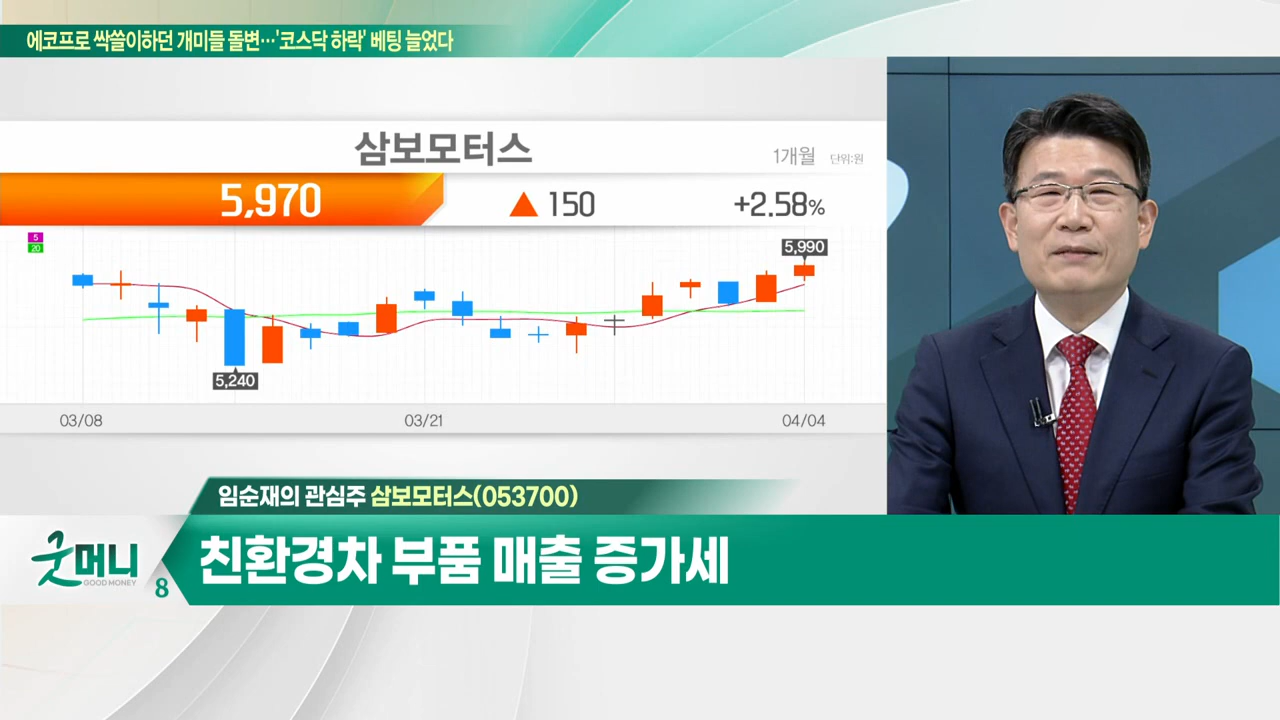 에코프로 싹쓸이하던 개미들 돌변…'코스닥 하락' 베팅 늘었다
삼보모터스
1개월 단위:원
5,970 ▲ 150 +2.58%
5
20
5,990
5,240
03/08 03/21 04/04
임순재의 관심주 삼보모터스(053700)
친환경차 부품 매출 증가세
굿머니
GOOD MONEY
8